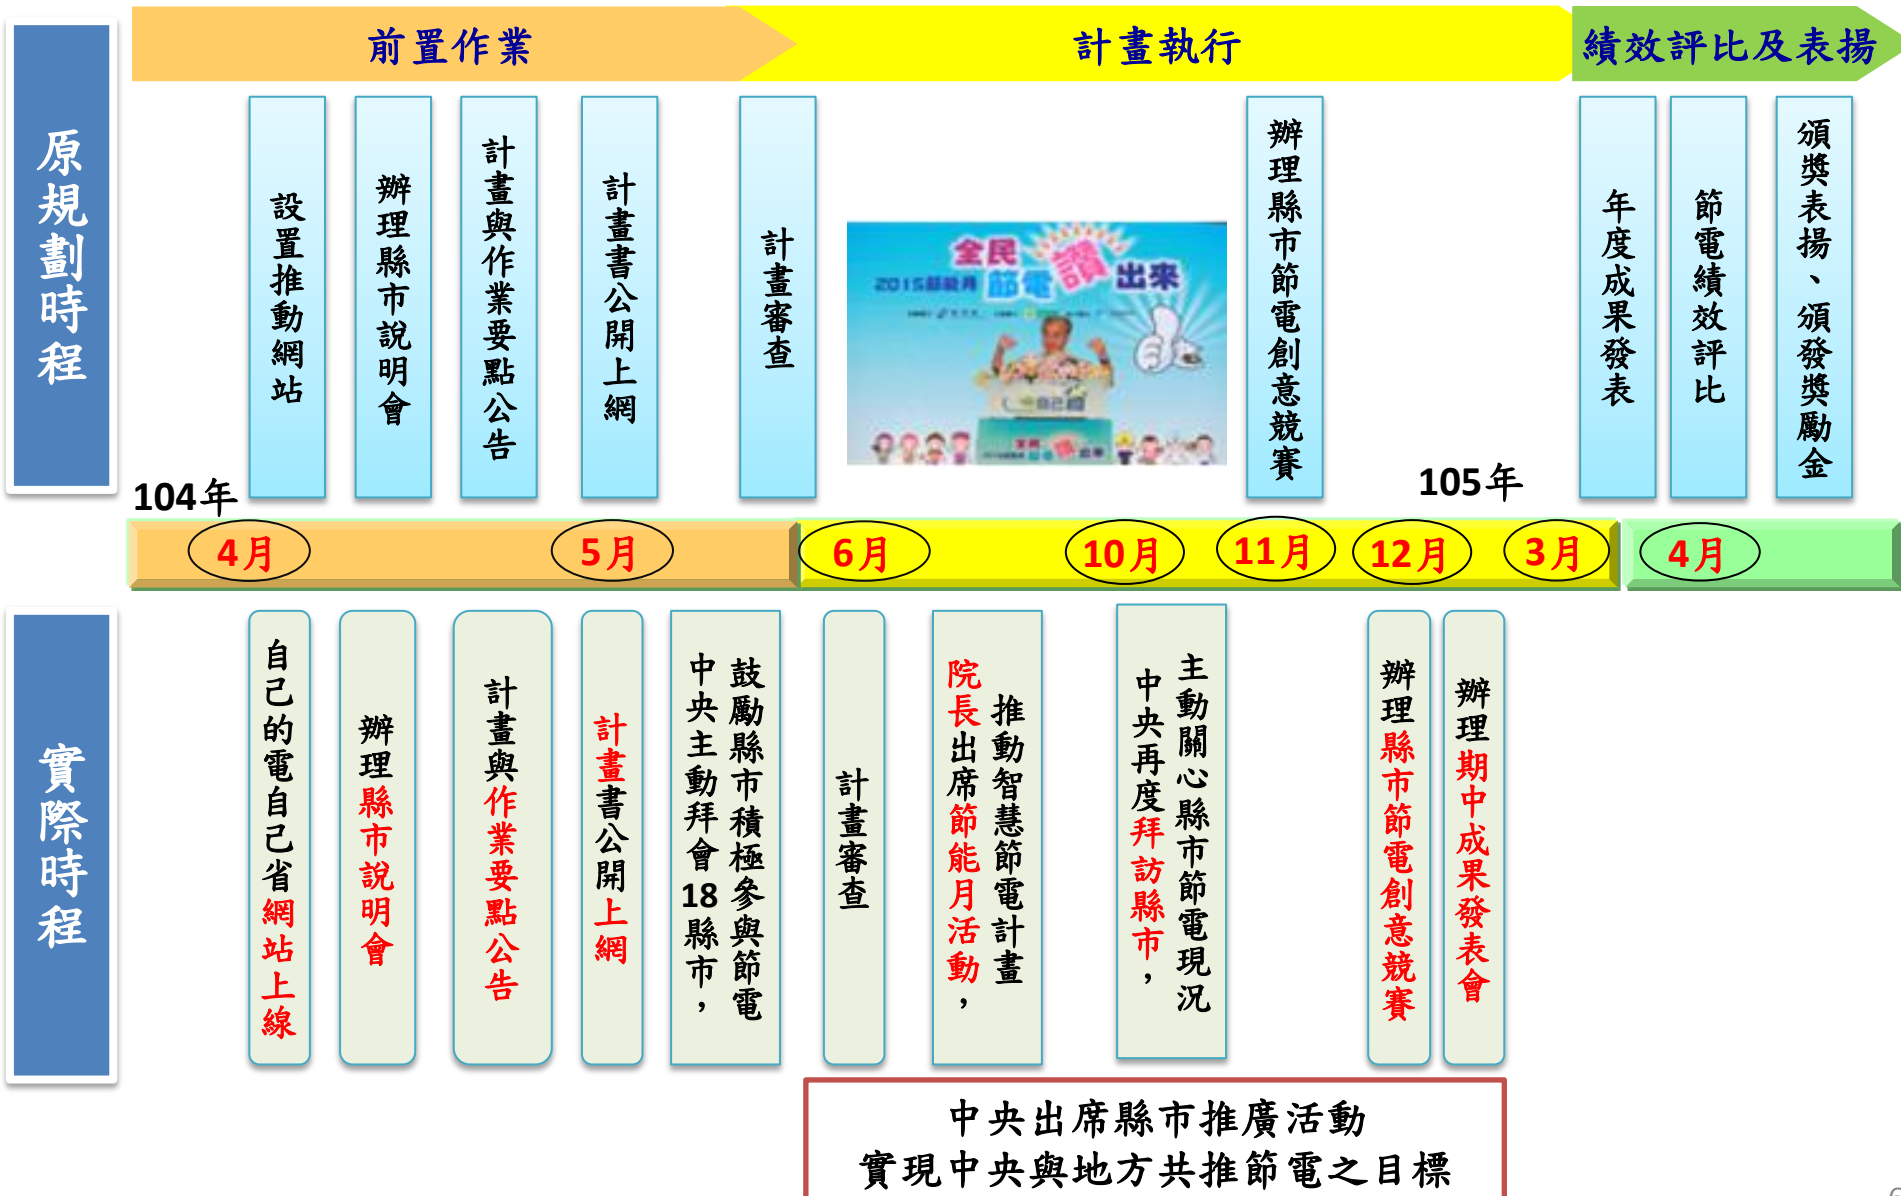 前置作業
計畫執行
績效評比及表揚
原規劃時程
設置推動網站
辦理縣市說明會
計畫與作業要點公告
計畫書公開上網
計畫審查
全民
2015節能月
節電
讚
出來
辦理縣市節電創意競賽
年度成果發表
節電績效評比
頒獎表揚、頒發獎勵金
104年
105年
4月
5月
6月
10月
11月
12月
3月
4月
實際時程
自己的電自己省網站上線
辦理縣市說明會
計畫與作業要點公告
計畫書公開上網
中央主動拜會18縣市，
鼓勵縣市積極參與節電
計畫審查
院長出席節能月活動，
推動智慧節電計畫
中央再度拜訪縣市，
主動關心縣市節電現況
辦理縣市節電創意競賽
辦理期中成果發表會
中央出席縣市推廣活動
實現中央與地方共推節電之目標